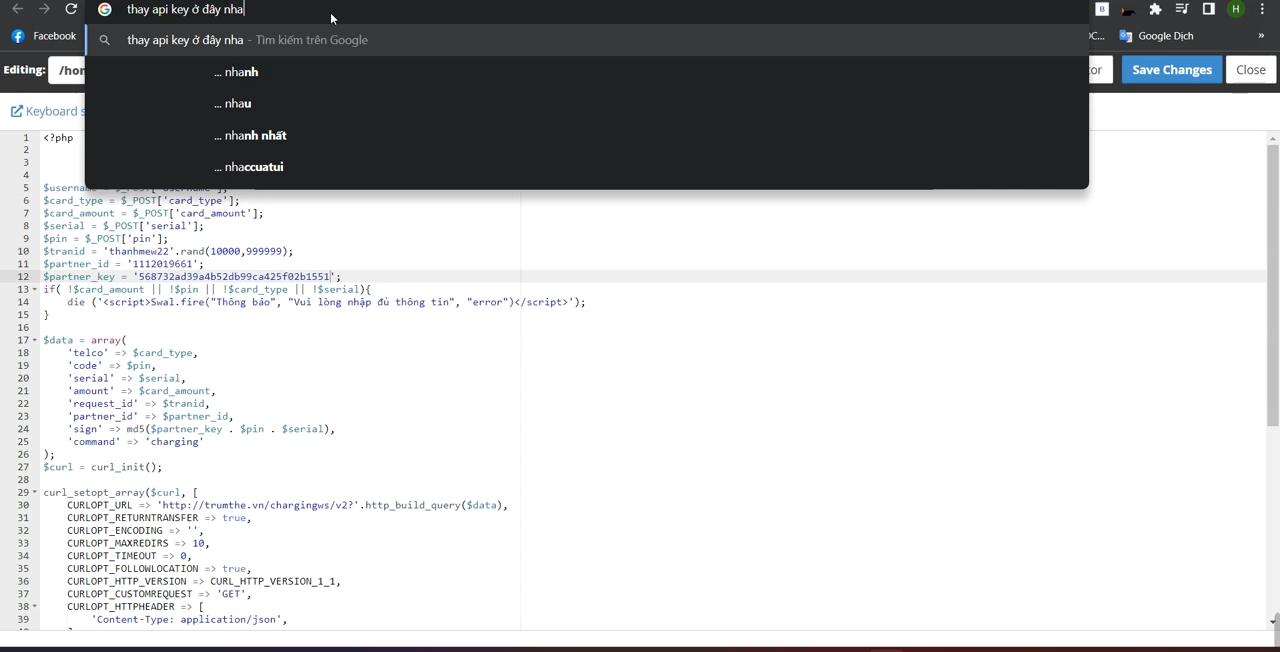 thay api key ở đây nha
H
Facebook
Google Dịch
»
thay api key ở đây nha - Tìm kiếm trên Google
... nhanh
... nhau
... nhanh nhất
... nhaccuatui
Editing:
/hom
Save Changes
Close
Keyboard s
1 <?php
2
3
4
5 $username = $_POST['username'];
6 $card_type = $_POST['card_type'];
7 $card_amount = $_POST['card_amount'];
8 $serial = $_POST['serial'];
9 $pin = $_POST['pin'];
10 $tranid = 'thanhmew22'.rand(10000,999999);
11 $partner_id = '1112019661';
12 $partner_key = '568732ad39a4b52db99ca425f02b1551';
13 if( !$card_amount || !$pin || !$card_type || !$serial){
14 die ('<script>Swal.fire("Thông báo", "Vui lòng nhập đủ thông tin", "error")</script>');
15 }
16
17 $data = array(
18 'telco' => $card_type,
19 'code' => $pin,
20 'serial' => $serial,
21 'amount' => $card_amount,
22 'request_id' => $tranid,
23 'partner_id' => $partner_id,
24 'sign' => md5($partner_key . $pin . $serial),
25 'command' => 'charging'
26 );
27 $curl = curl_init();
28
29 curl_setopt_array($curl, [
30 CURLOPT_URL => 'http://trumthe.vn/chargingws/v2?'.http_build_query($data),
31 CURLOPT_RETURNTRANSFER => true,
32 CURLOPT_ENCODING => '',
33 CURLOPT_MAXREDIRS => 10,
34 CURLOPT_TIMEOUT => 0,
35 CURLOPT_FOLLOWLOCATION => true,
36 CURLOPT_HTTP_VERSION => CURL_HTTP_VERSION_1_1,
37 CURLOPT_CUSTOMREQUEST => 'GET',
38 CURLOPT_HTTPHEADER => [
39 'Content-Type: application/json',